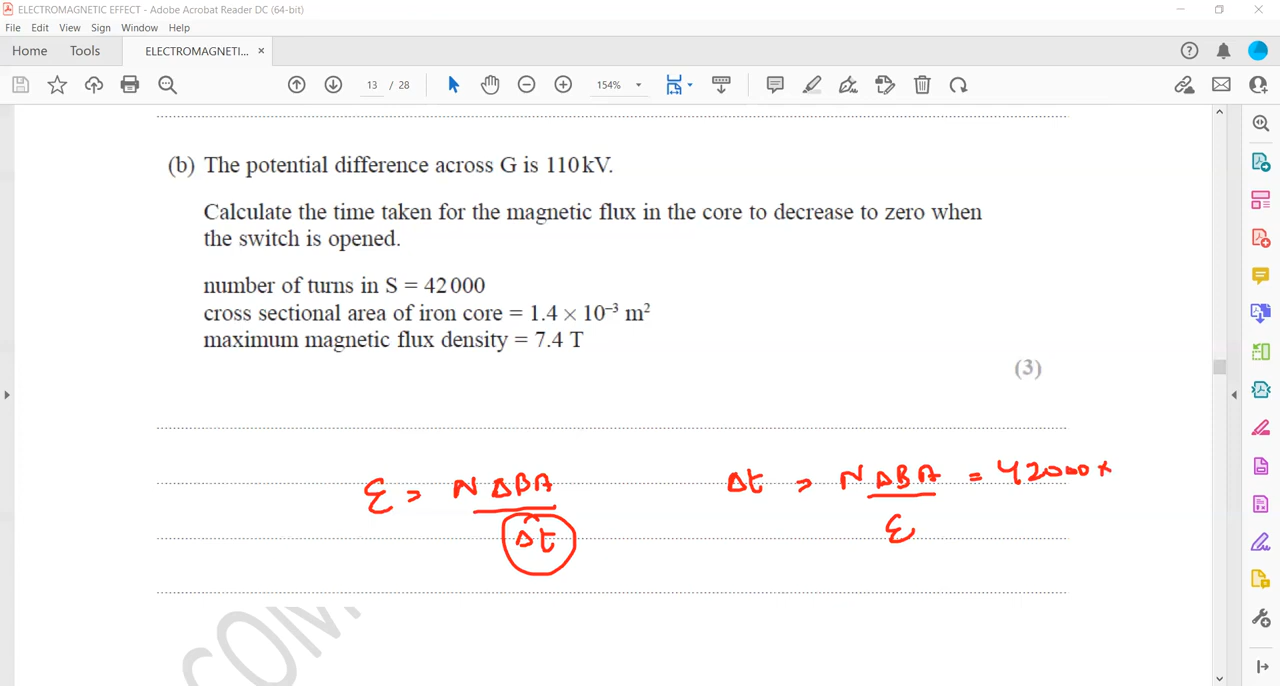 ELECTROMAGNETIC EFFECT - Adobe Acrobat Reader DC (64-bit)
File Edit View Sign Window Help
Home Tools ELECTROMAGNETI... ×
13 / 28 154%
(b) The potential difference across G is 110 kV.
Calculate the time taken for the magnetic flux in the core to decrease to zero when
the switch is opened.
number of turns in S = 42 000
cross sectional area of iron core = 1.4 × 10⁻³ m²
maximum magnetic flux density = 7.4 T
(3)
ε = NΔBA / Δt
Δt = NΔBA / ε = 42000 ×
COM